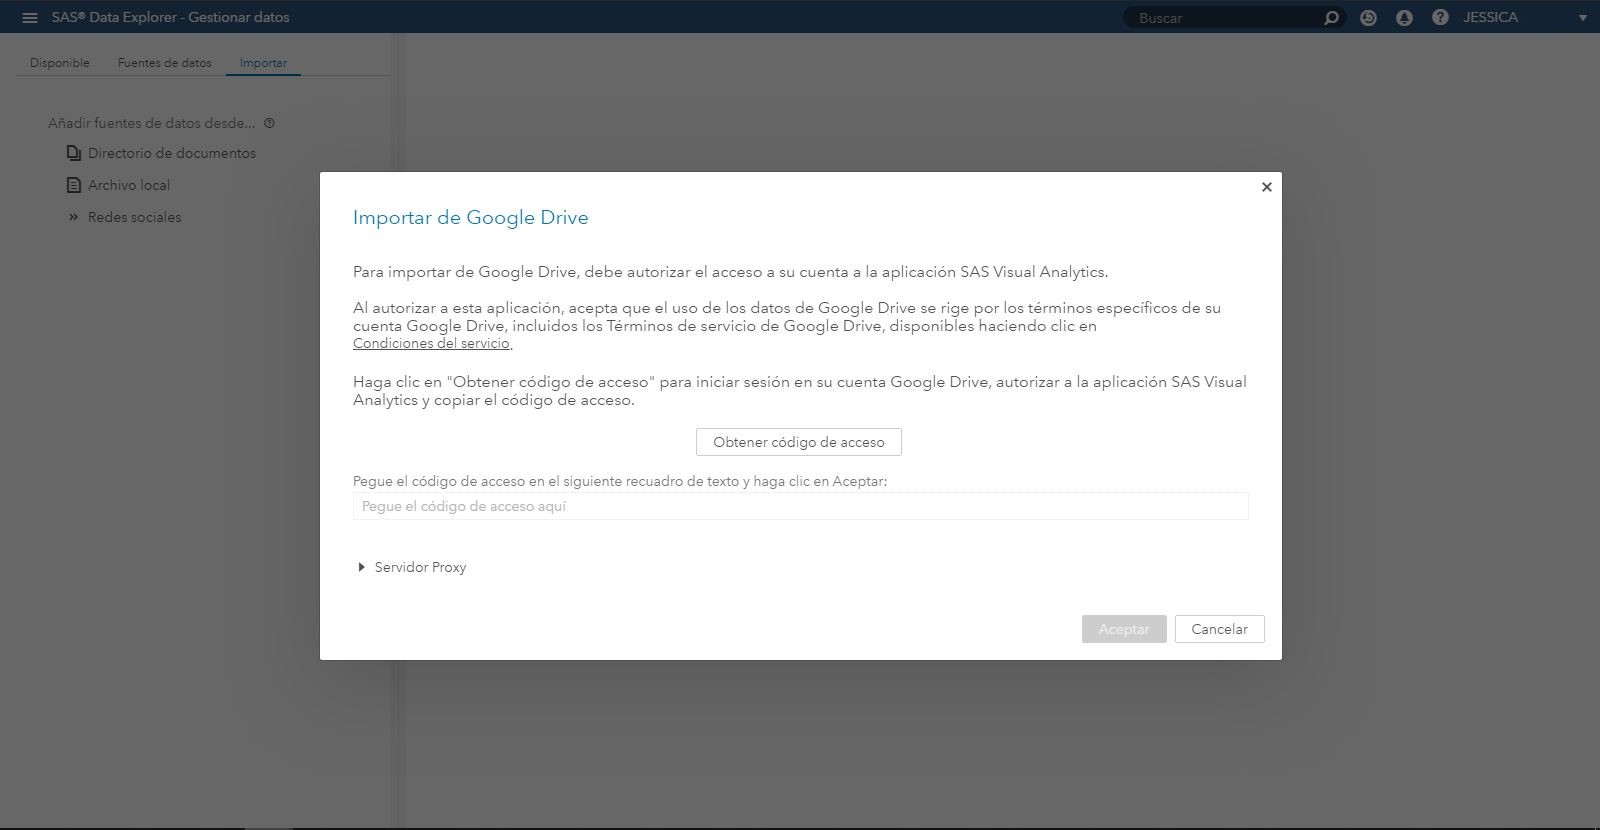 SAS® Data Explorer - Gestionar datos
Buscar
JESSICA
Disponible
Fuentes de datos
Importar
Añadir fuentes de datos desde...
Directorio de documentos
Archivo local
Redes sociales
Importar de Google Drive
Para importar de Google Drive, debe autorizar el acceso a su cuenta a la aplicación SAS Visual Analytics.
Al autorizar a esta aplicación, acepta que el uso de los datos de Google Drive se rige por los términos específicos de su
cuenta Google Drive, incluidos los Términos de servicio de Google Drive, disponibles haciendo clic en
Condiciones del servicio.
Haga clic en "Obtener código de acceso" para iniciar sesión en su cuenta Google Drive, autorizar a la aplicación SAS Visual
Analytics y copiar el código de acceso.
Obtener código de acceso
Pegue el código de acceso en el siguiente recuadro de texto y haga clic en Aceptar:
Pegue el código de acceso aquí
Servidor Proxy
Aceptar
Cancelar